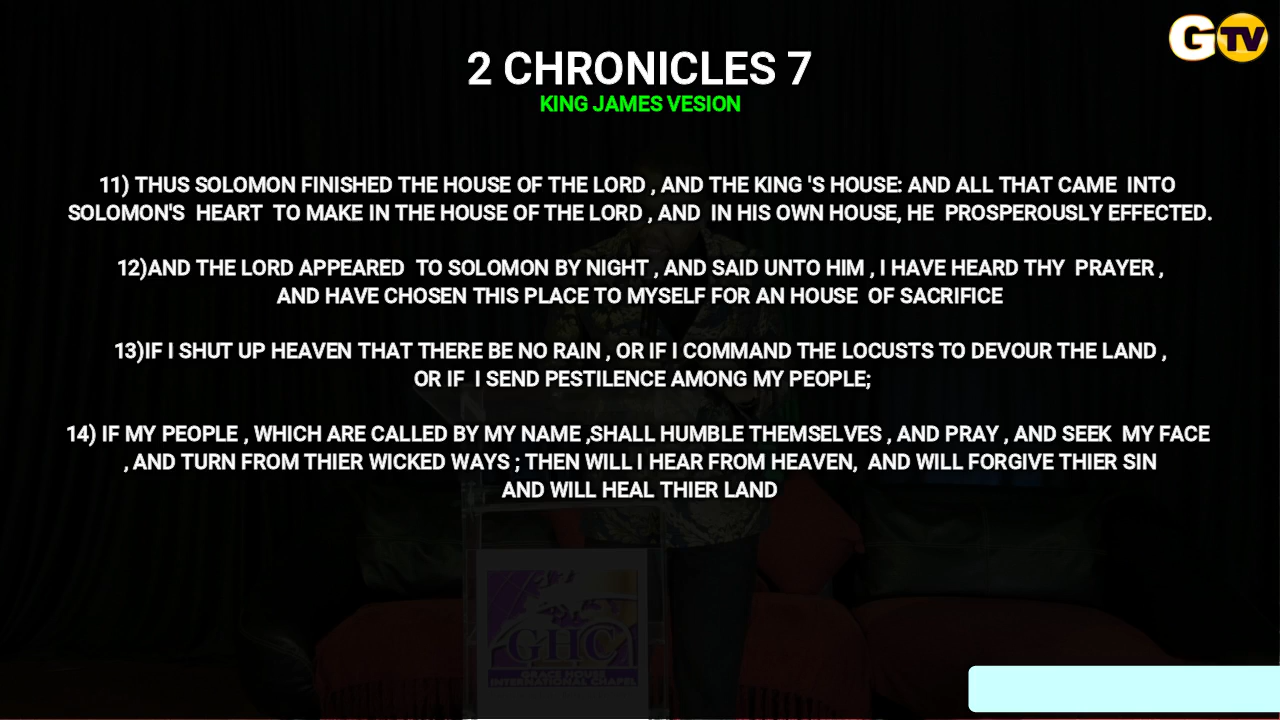 GTV
2 CHRONICLES 7
KING JAMES VESION
11) THUS SOLOMON FINISHED THE HOUSE OF THE LORD , AND THE KING 'S HOUSE: AND ALL THAT CAME  INTO
SOLOMON'S  HEART  TO MAKE IN THE HOUSE OF THE LORD , AND  IN HIS OWN HOUSE, HE  PROSPEROUSLY EFFECTED.
12)AND THE LORD APPEARED  TO SOLOMON BY NIGHT , AND SAID UNTO HIM , I HAVE HEARD THY  PRAYER ,
AND HAVE CHOSEN THIS PLACE TO MYSELF FOR AN HOUSE  OF SACRIFICE
13)IF I SHUT UP HEAVEN THAT THERE BE NO RAIN , OR IF I COMMAND THE LOCUSTS TO DEVOUR THE LAND ,
OR IF  I SEND PESTILENCE AMONG MY PEOPLE;
14) IF MY PEOPLE , WHICH ARE CALLED BY MY NAME ,SHALL HUMBLE THEMSELVES , AND PRAY , AND SEEK  MY FACE
, AND TURN FROM THIER WICKED WAYS ; THEN WILL I HEAR FROM HEAVEN,  AND WILL FORGIVE THIER SIN
AND WILL HEAL THIER LAND
GHC
GRACE HOUSE
INTERNATIONAL CHAPEL